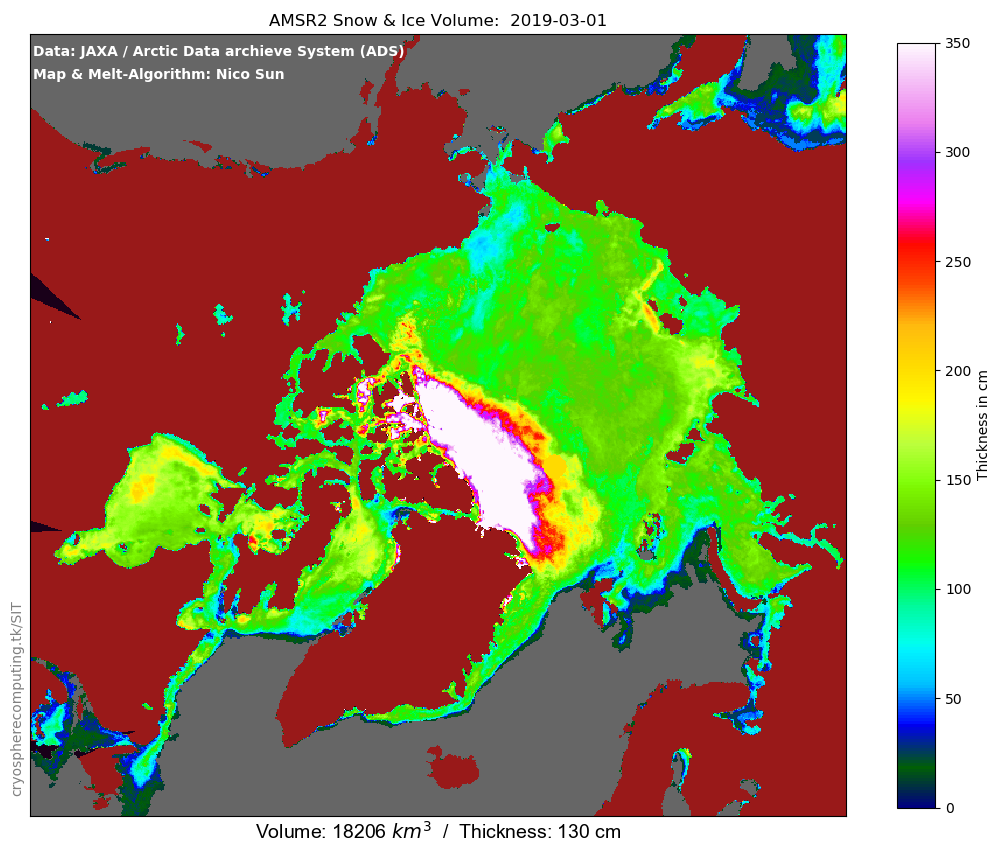 AMSR2 Snow & Ice Volume:  2019-03-01
Data: JAXA / Arctic Data archieve System (ADS)
Map & Melt-Algorithm: Nico Sun
350
300
250
200
150
100
50
0
Thickness in cm
cryospherecomputing.tk/SIT
Volume: 18206 km³  /  Thickness: 130 cm